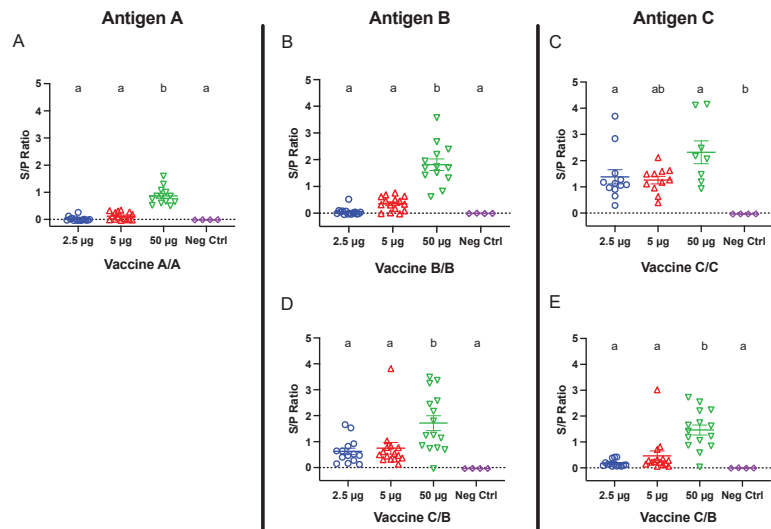 Antigen A
Antigen B
Antigen C
A
S/P Ratio
5
4
3
2
1
0
a
a
b
a
2.5 µg
5 µg
50 µg
Neg Ctrl
Vaccine A/A
B
S/P Ratio
5
4
3
2
1
0
a
a
b
a
2.5 µg
5 µg
50 µg
Neg Ctrl
Vaccine B/B
C
S/P Ratio
5
4
3
2
1
0
a
ab
a
b
2.5 µg
5 µg
50 µg
Neg Ctrl
Vaccine C/C
D
S/P Ratio
5
4
3
2
1
0
a
a
b
a
2.5 µg
5 µg
50 µg
Neg Ctrl
Vaccine C/B
E
S/P Ratio
5
4
3
2
1
0
a
a
b
a
2.5 µg
5 µg
50 µg
Neg Ctrl
Vaccine C/B